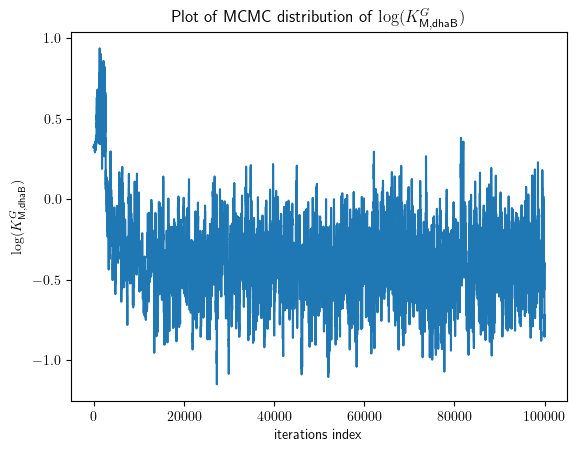 Plot of MCMC distribution of log(K^G_M,dhaB)
1.0
0.5
0.0
−0.5
−1.0
log(K^G_M,dhaB)
0 20000 40000 60000 80000 100000
iterations index